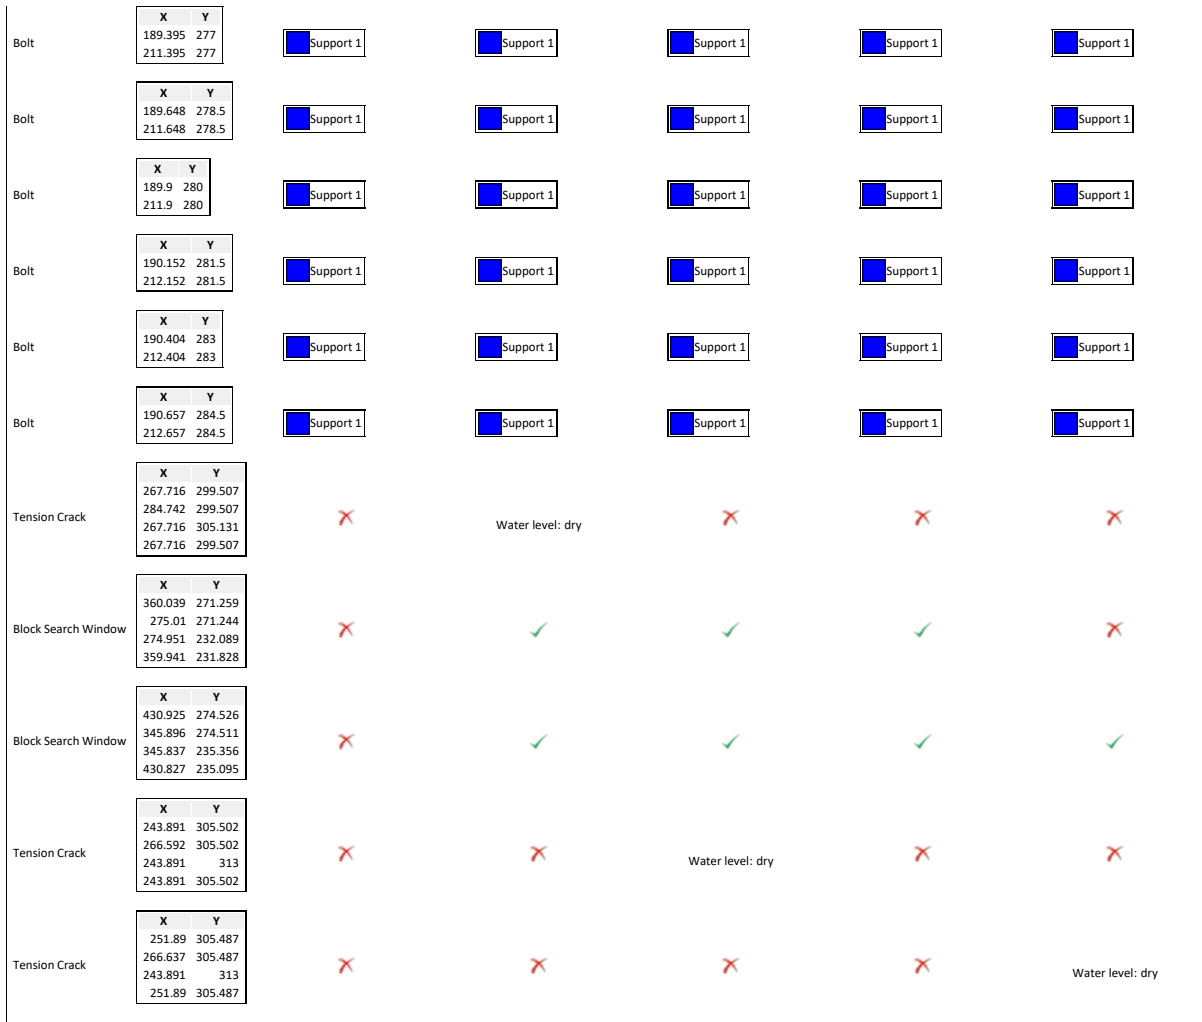 X Y
189.395 277
Bolt Support 1 Support 1 Support 1 Support 1 Support 1
211.395 277
X Y
189.648 278.5
Bolt Support 1 Support 1 Support 1 Support 1 Support 1
211.648 278.5
X Y
189.9 280
Bolt Support 1 Support 1 Support 1 Support 1 Support 1
211.9 280
X Y
190.152 281.5
Bolt Support 1 Support 1 Support 1 Support 1 Support 1
212.152 281.5
X Y
190.404 283
Bolt Support 1 Support 1 Support 1 Support 1 Support 1
212.404 283
X Y
190.657 284.5
Bolt Support 1 Support 1 Support 1 Support 1 Support 1
212.657 284.5
X Y
267.716 299.507
284.742 299.507
Tension Crack Water level: dry
267.716 305.131
267.716 299.507
X Y
360.039 271.259
275.01 271.244
Block Search Window
274.951 232.089
359.941 231.828
X Y
430.925 274.526
345.896 274.511
Block Search Window
345.837 235.356
430.827 235.095
X Y
243.891 305.502
266.592 305.502
Tension Crack Water level: dry
243.891 313
243.891 305.502
X Y
251.89 305.487
266.637 305.487
Tension Crack Water level: dry
243.891 313
251.89 305.487